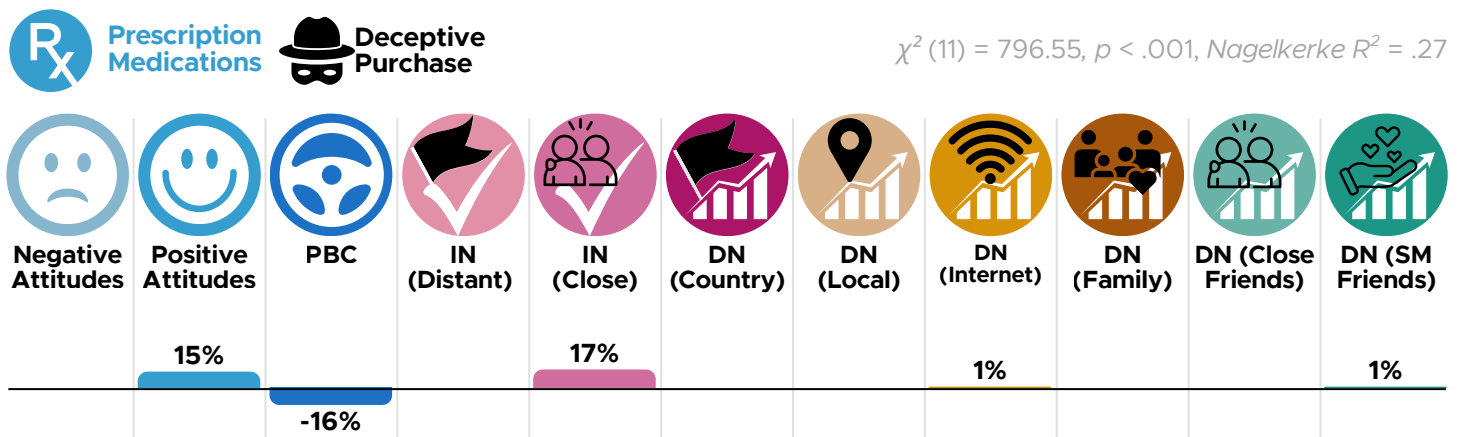 Rx
Prescription
Medications
Deceptive
Purchase
χ² (11) = 796.55, p < .001, Nagelkerke R² = .27
Negative
Attitudes
Positive
Attitudes
PBC
IN
(Distant)
IN
(Close)
DN
(Country)
DN
(Local)
DN
(Internet)
DN
(Family)
DN (Close
Friends)
DN (SM
Friends)
15%
-16%
17%
1%
1%